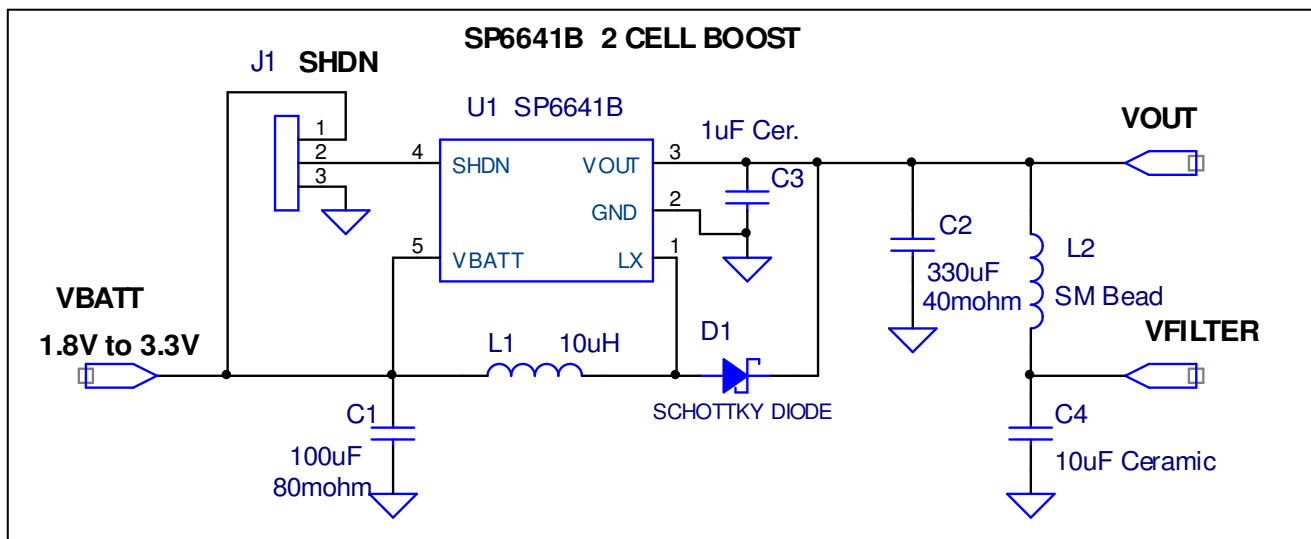 SP6641B 2 CELL BOOST
J1 SHDN
1
2
3
U1 SP6641B
4
SHDN
VOUT
3
GND
2
5
VBATT
LX
1
1uF Cer.
C3
VOUT
C2
330uF
40mohm
L2
SM Bead
VBATT
1.8V to 3.3V
L1
10uH
D1
SCHOTTKY DIODE
VFILTER
C1
100uF
80mohm
C4
10uF Ceramic